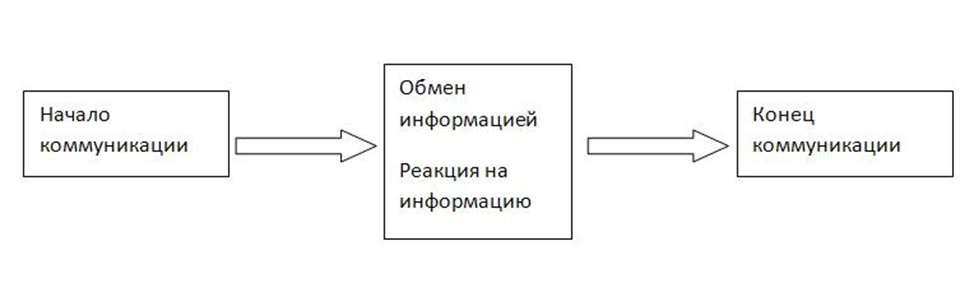 Начало
коммуникации
Обмен
информацией
Реакция на
информацию
Конец
коммуникации